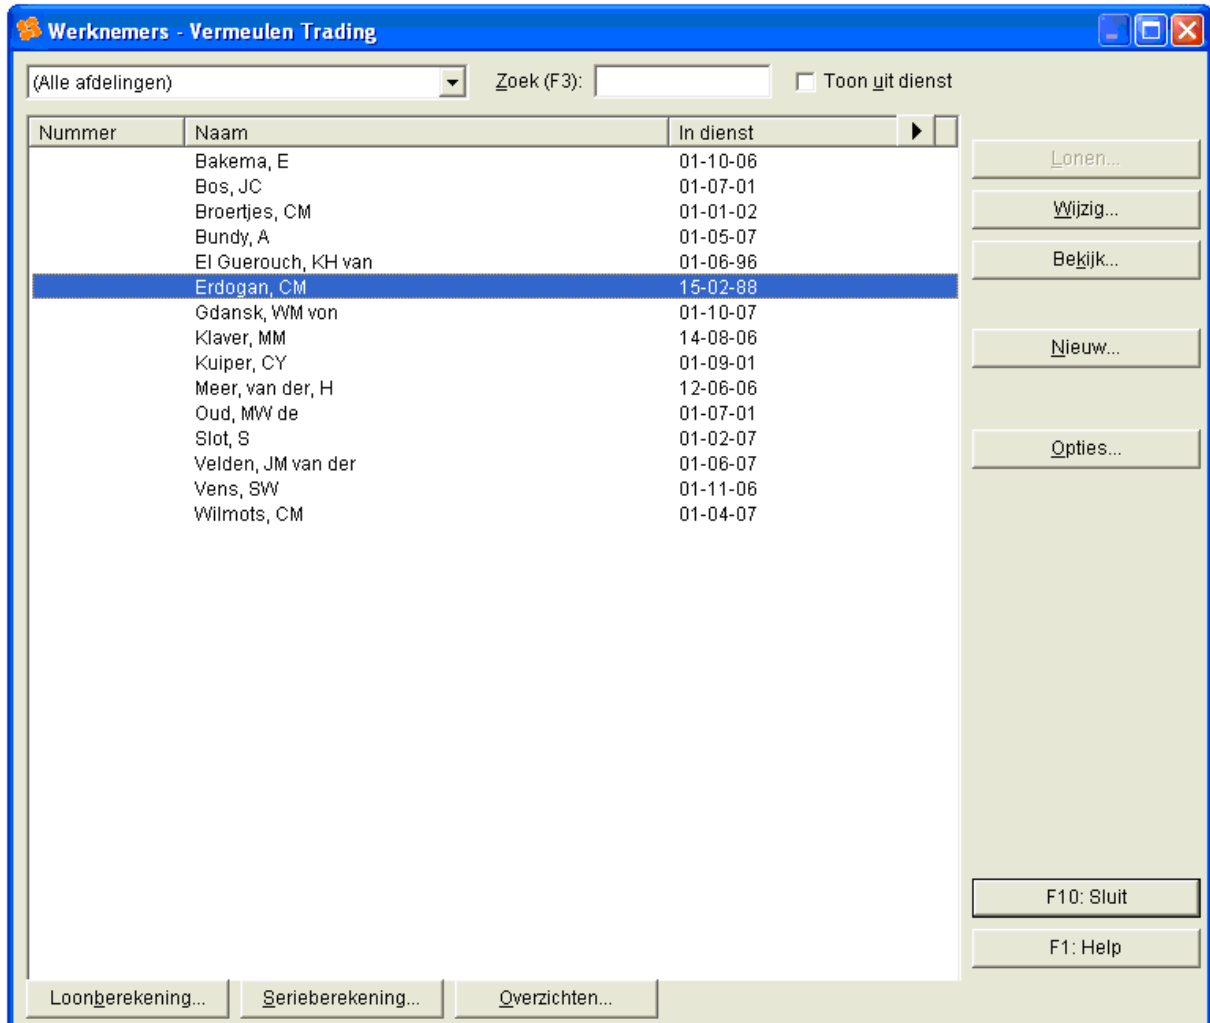 Werknemers - Vermeulen Trading
(Alle afdelingen) Zoek (F3): Toon uit dienst
Nummer Naam In dienst
Bakema, E 01-10-06
Bos, JC 01-07-01
Broertjes, CM 01-01-02
Bundy, A 01-05-07
El Guerouch, KH van 01-06-96
Erdogan, CM 15-02-88
Gdansk, WM von 01-10-07
Klaver, MM 14-08-06
Kuiper, CY 01-09-01
Meer, van der, H 12-06-06
Oud, MW de 01-07-01
Slot, S 01-02-07
Velden, JM van der 01-06-07
Vens, SW 01-11-06
Wilmots, CM 01-04-07
Lonen...
Wijzig...
Bekijk...
Nieuw...
Opties...
F10: Sluit
F1: Help
Loonberekening... Serieberekening... Overzichten...